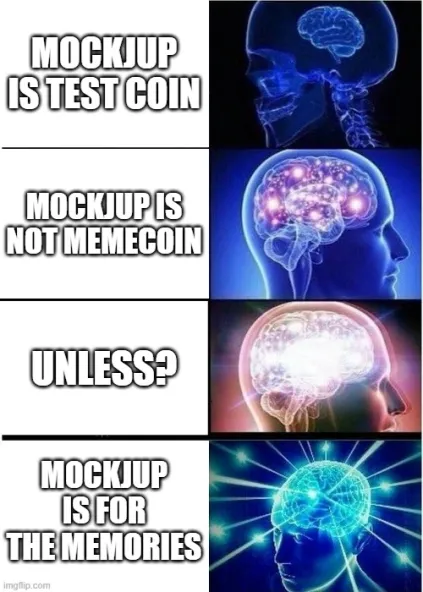 MOCKJUP
IS TEST COIN
MOCKJUP IS
NOT MEMECOIN
UNLESS?
MOCKJUP
IS FOR
THE MEMORIES
imgflip.com